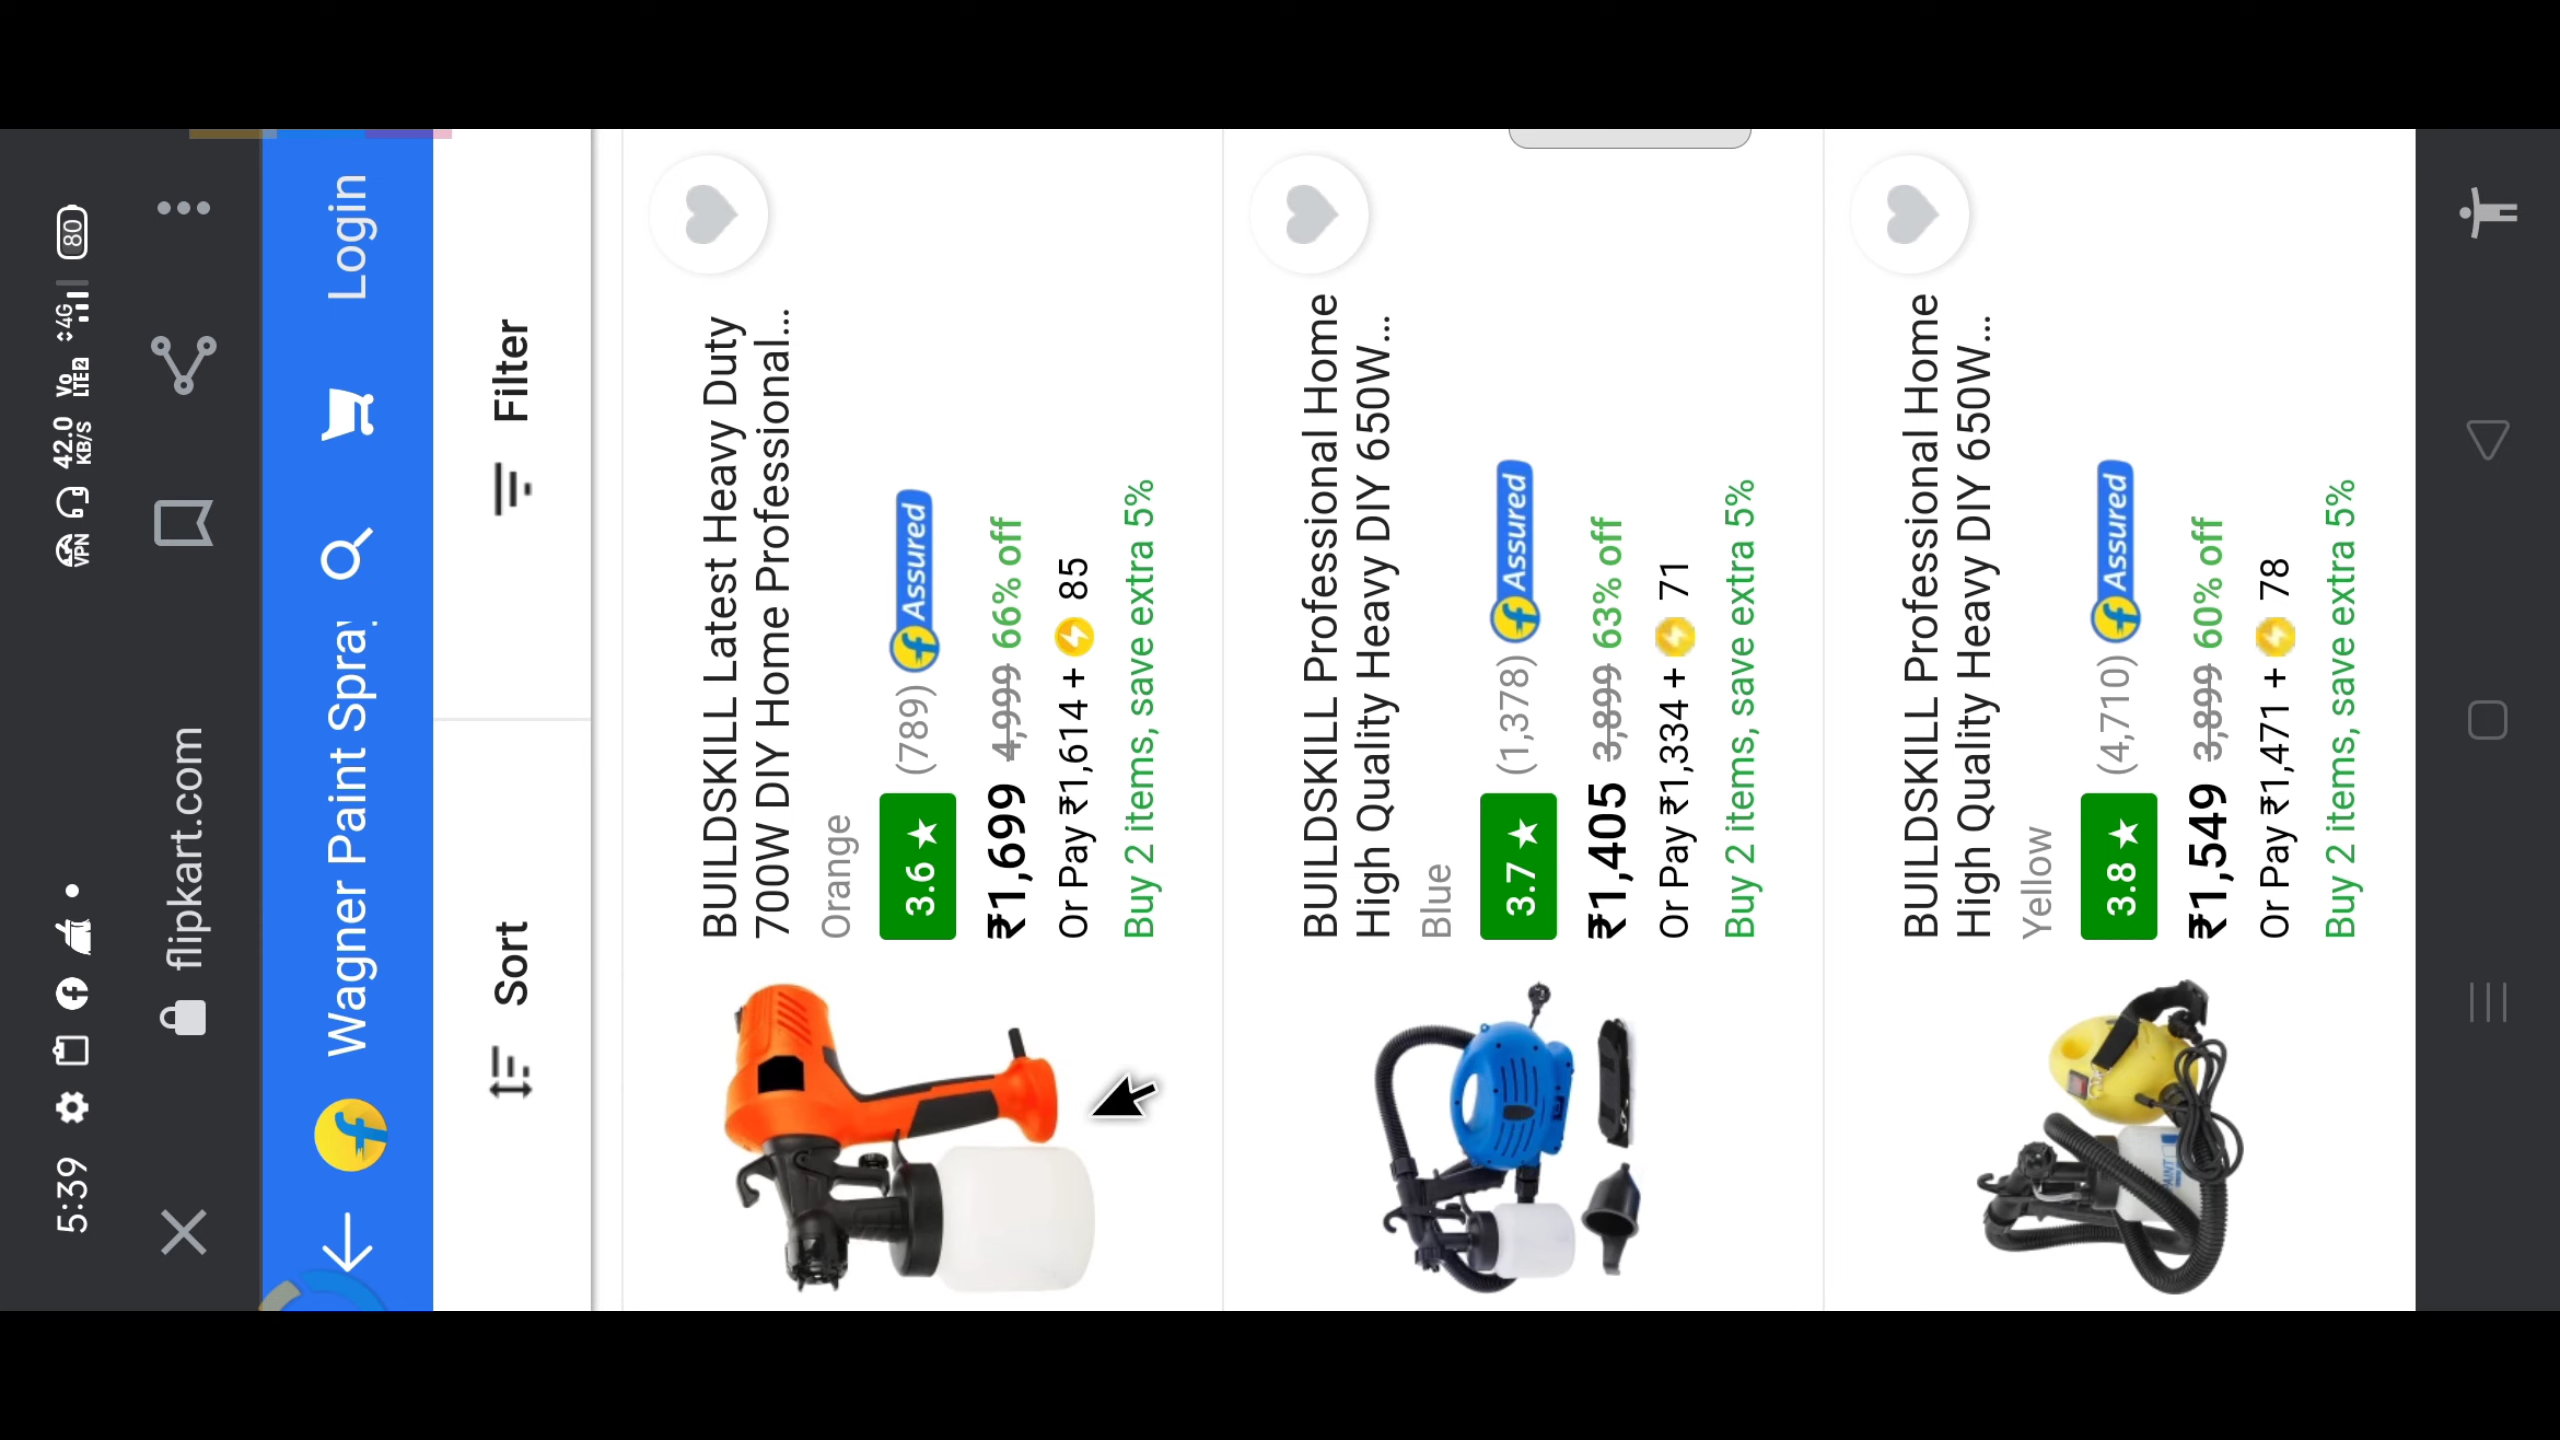 5:39
VPN
42.0
KB/S
Vo
LTE2
4G
80
flipkart.com
Wagner Paint Spra
Login
Sort
Filter
BUILDSKILL Latest Heavy Duty
700W DIY Home Professional...
Orange
3.6 ★ (789) Assured
₹1,699 4,999 66% off
Or Pay ₹1,614 + 85
Buy 2 items, save extra 5%
BUILDSKILL Professional Home
High Quality Heavy DIY 650W...
Blue
3.7 ★ (1,378) Assured
₹1,405 3,899 63% off
Or Pay ₹1,334 + 71
Buy 2 items, save extra 5%
BUILDSKILL Professional Home
High Quality Heavy DIY 650W...
Yellow
3.8 ★ (4,710) Assured
₹1,549 3,899 60% off
Or Pay ₹1,471 + 78
Buy 2 items, save extra 5%